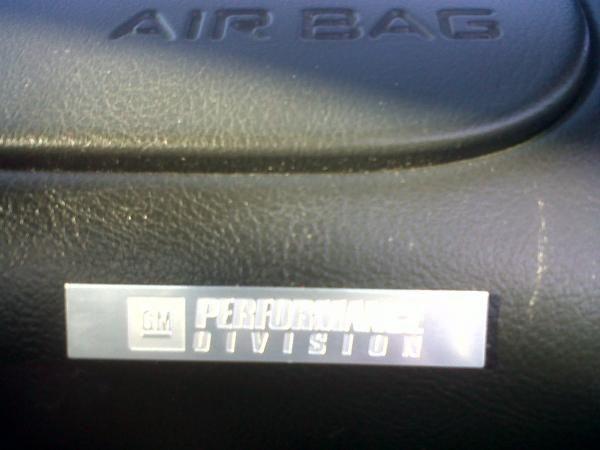 AIR BAG
GM
PERFORMANCE
DIVISION